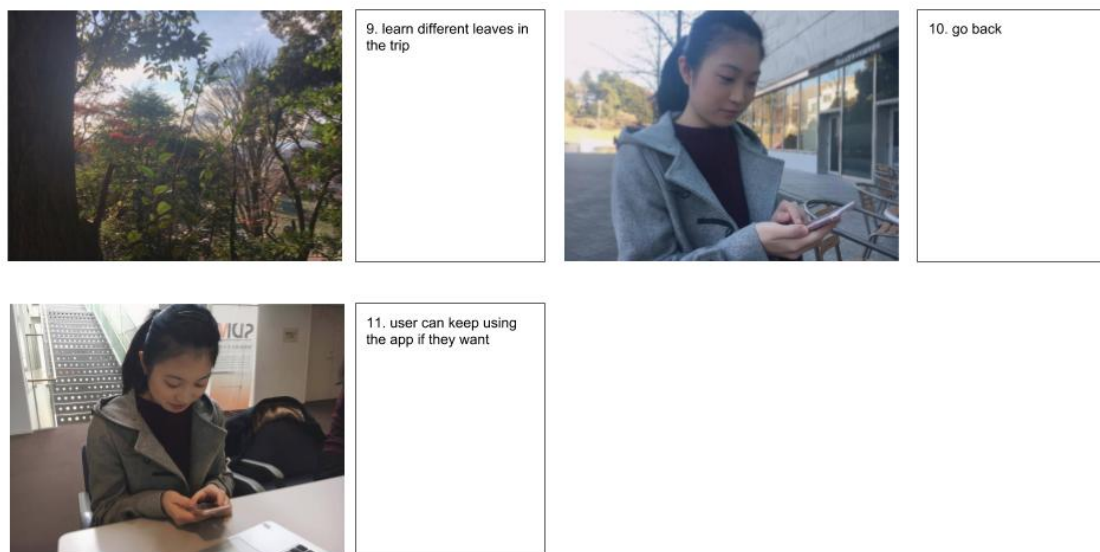 9. learn different leaves in
the trip
10. go back
11. user can keep using
the app if they want